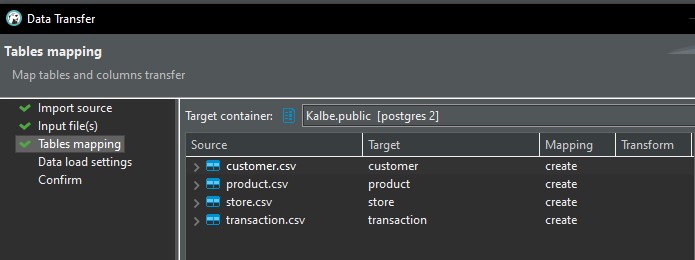 Data Transfer
Tables mapping
Map tables and columns transfer
Import source
Input file(s)
Tables mapping
Data load settings
Confirm
Target container: Kalbe.public [postgres 2]
Source Target Mapping Transform
customer.csv customer create
product.csv product create
store.csv store create
transaction.csv transaction create